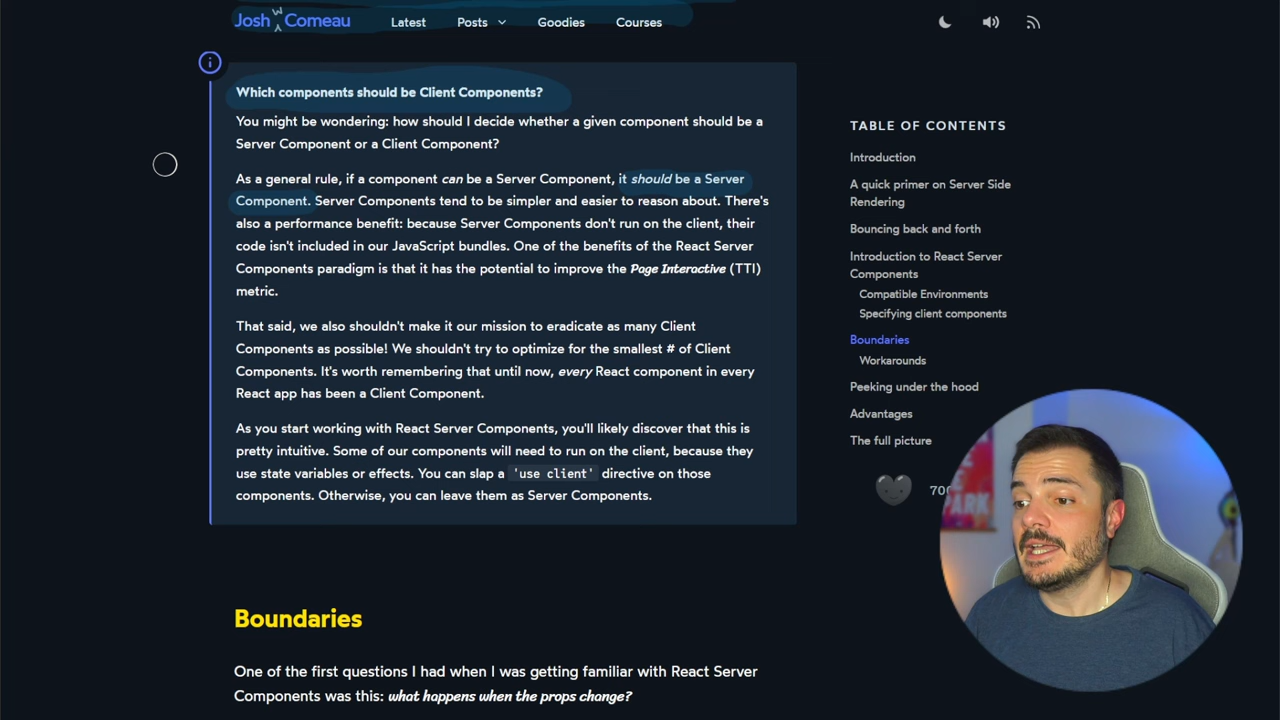 Josh W Comeau
Latest
Posts
Goodies
Courses
Which components should be Client Components?
You might be wondering: how should I decide whether a given component should be a
Server Component or a Client Component?
As a general rule, if a component can be a Server Component, it should be a Server
Component. Server Components tend to be simpler and easier to reason about. There's
also a performance benefit: because Server Components don't run on the client, their
code isn't included in our JavaScript bundles. One of the benefits of the React Server
Components paradigm is that it has the potential to improve the Page Interactive (TTI)
metric.
That said, we also shouldn't make it our mission to eradicate as many Client
Components as possible! We shouldn't try to optimize for the smallest # of Client
Components. It's worth remembering that until now, every React component in every
React app has been a Client Component.
As you start working with React Server Components, you'll likely discover that this is
pretty intuitive. Some of our components will need to run on the client, because they
use state variables or effects. You can slap a 'use client' directive on those
components. Otherwise, you can leave them as Server Components.
Boundaries
One of the first questions I had when I was getting familiar with React Server
Components was this: what happens when the props change?
TABLE OF CONTENTS
Introduction
A quick primer on Server Side
Rendering
Bouncing back and forth
Introduction to React Server
Components
Compatible Environments
Specifying client components
Boundaries
Workarounds
Peeking under the hood
Advantages
The full picture